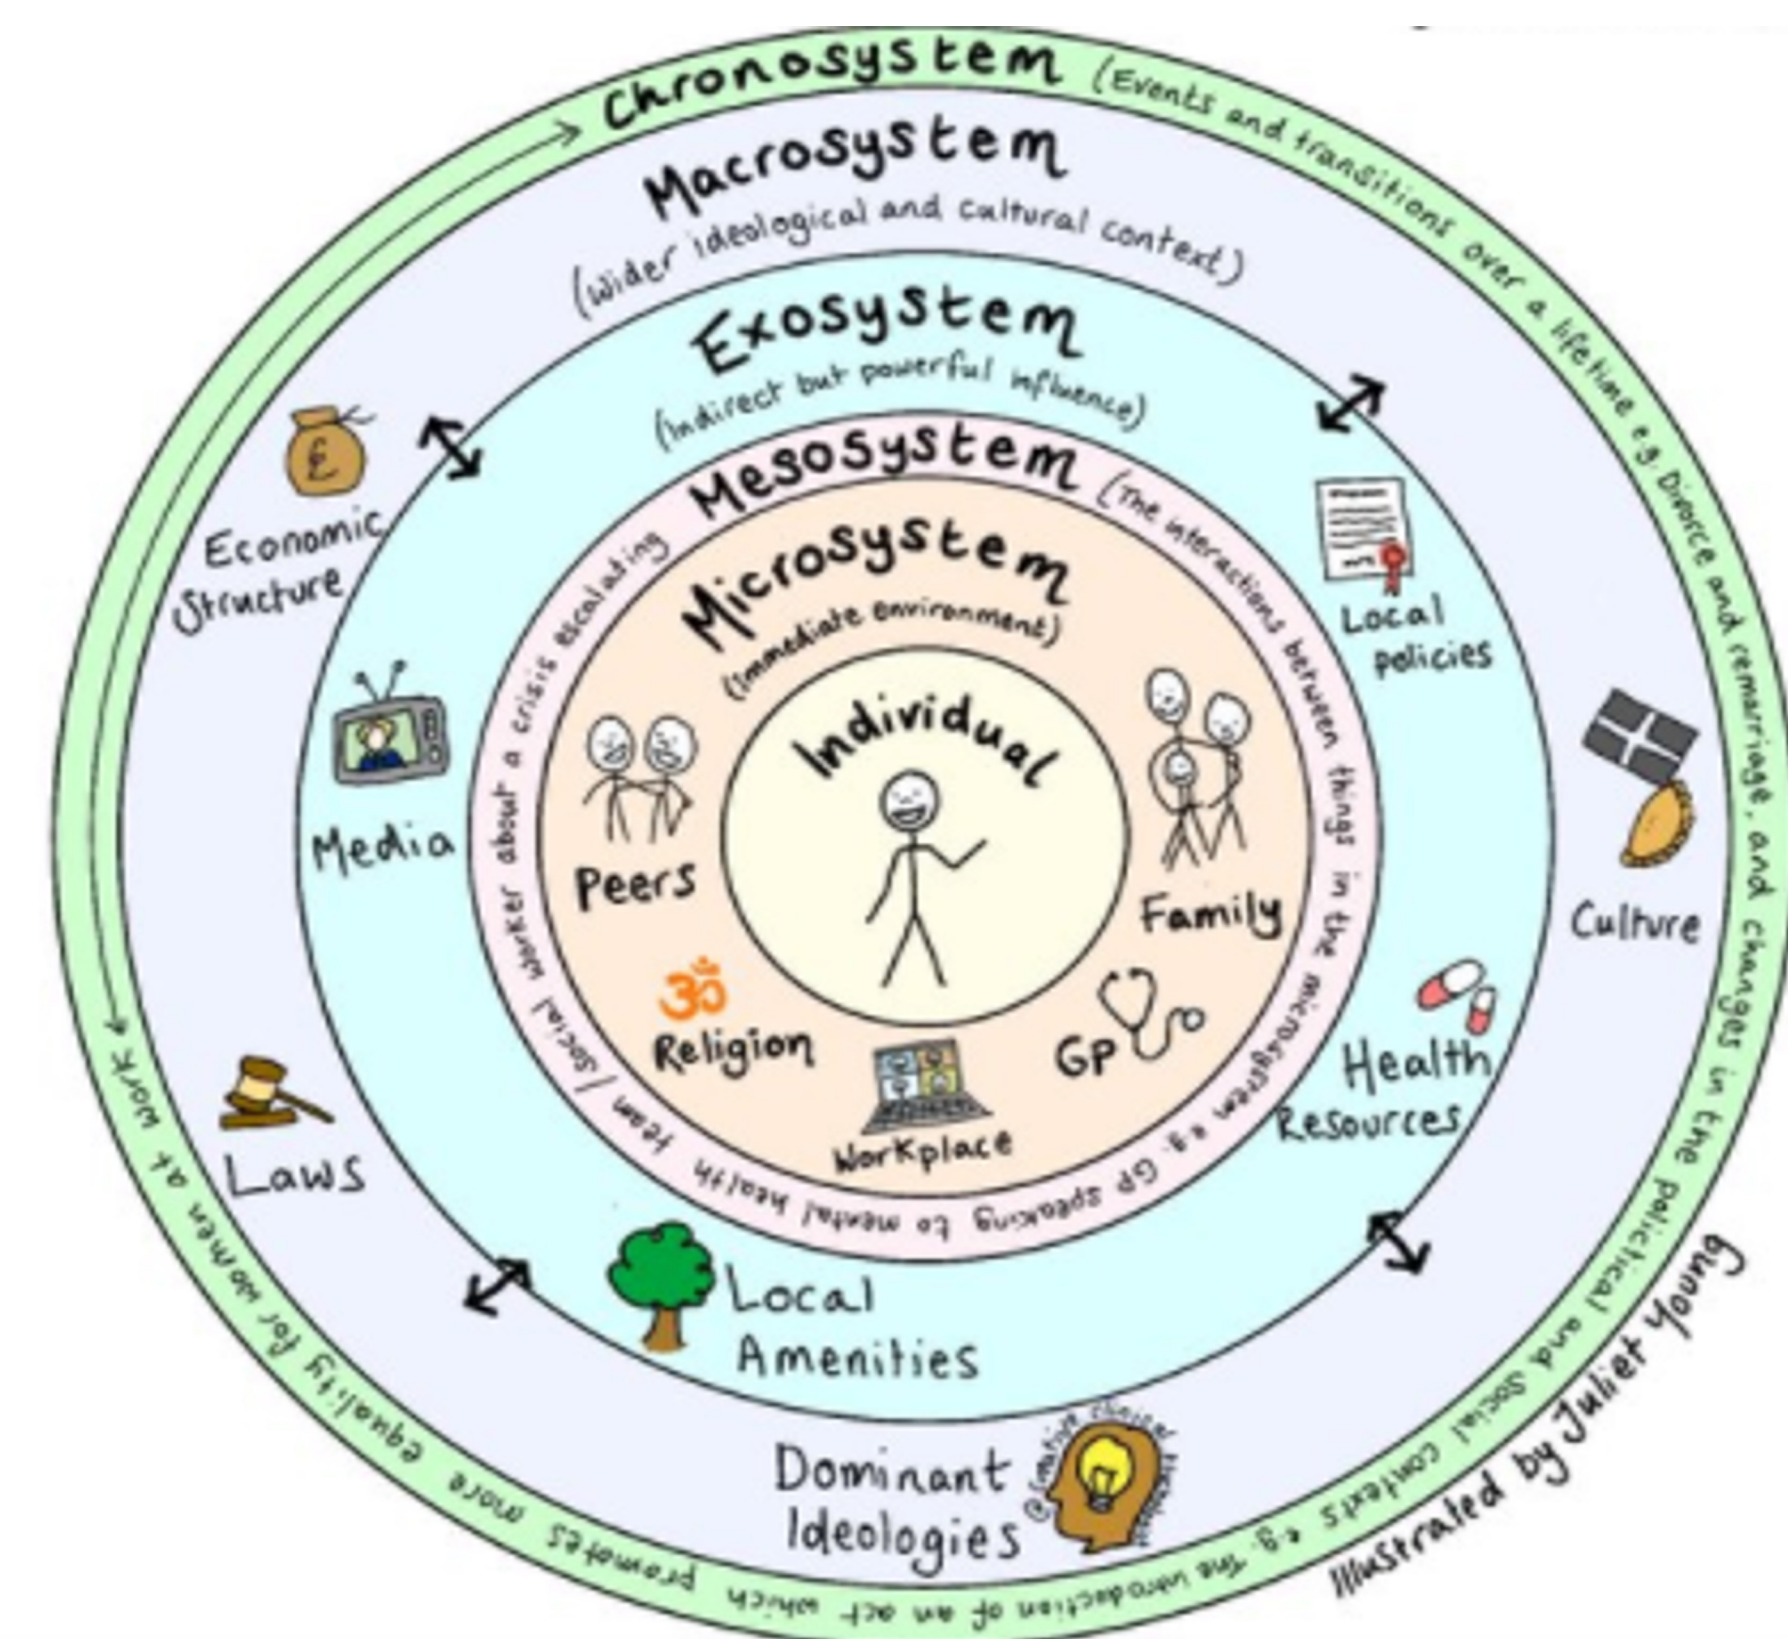 Chronosystem (Events and transitions over a lifetime e.g. Divorce and remarriage, and changes in the polictical and social contexts e.g. The introduction of an act which promotes more equality for women at work
Macrosystem
(Wider ideological and cultural context)
Exosystem
(Indirect but powerful influence)
Mesosystem (The interactions between things in the microsystem e.g. GP speaking to mental health team / social worker about a crisis escalating
Microsystem
(Immediate environment)
Individual
Peers
Family
Religion
GP
Workplace
£
Economic
Structure
Local
policies
Media
Culture
Health
Resources
Laws
Local
Amenities
Dominant
Ideologies
clinical
Illustrated by Juliet Young